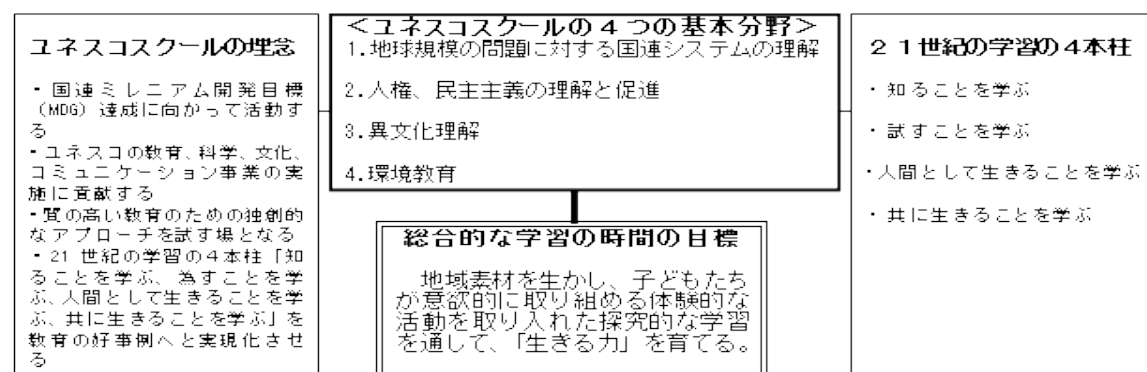 ユネスコスクールの理念
・国連ミレニアム開発目標
（MDG）達成に向かって活動す
る
・ユネスコの教育、科学、文化、
コミュニケーション事業の実
施に貢献する
・質の高い教育のための独創的
なアプローチを試す場となる
・21 世紀の学習の４本柱「知
ることを学ぶ、為すことを学
ぶ、人間として生きることを学
ぶ、共に生きることを学ぶ」を
教育の好事例へと実現化させ
る
＜ユネスコスクールの４つの基本分野＞
1.地球規模の問題に対する国連システムの理解
2.人権、民主主義の理解と促進
3.異文化理解
4.環境教育
総合的な学習の時間の目標
地域素材を生かし、子どもたち
が意欲的に取り組める体験的な
活動を取り入れた探究的な学習
を通して、「生きる力」を育てる。
２１世紀の学習の４本柱
・知ることを学ぶ
・試すことを学ぶ
・人間として生きることを学ぶ
・共に生きることを学ぶ